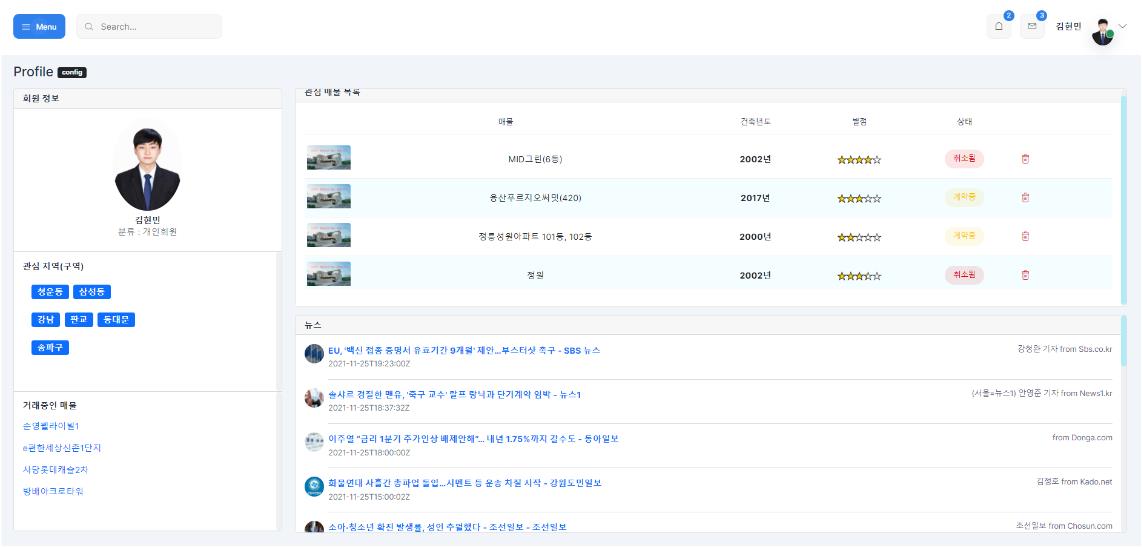 Menu
Search...
2
3
김현민
Profile config
회원 정보
김현민
분류 : 개인회원
관심 지역(구역)
청운동 삼성동
강남 판교 동대문
송파구
거래중인 매물
손영웰라이빌1
e편한세상신촌1단지
사당롯데캐슬2차
방배아크로타워
관심 매물 목록
매물 건축년도 별점 상태
MID그린(6동) 2002년 취소됨
용산푸르지오써밋(420) 2017년 계약중
정릉성원아파트 101동, 102동 2000년 계약중
정원 2002년 취소됨
뉴스
EU, '백신 접종 증명서 유효기간 9개월' 제안...부스터샷 촉구 - SBS 뉴스
강청완 기자 from Sbs.co.kr
2021-11-25T19:23:00Z
솔샤르 경질한 맨유, '축구 교수' 랄프 랑닉과 단기계약 임박 - 뉴스1
(서울=뉴스1) 안영준 기자 from News1.kr
2021-11-25T18:37:32Z
이주열 "금리 1분기 추가인상 배제안해"... 내년 1.75%까지 갈수도 - 동아일보
from Donga.com
2021-11-25T18:00:00Z
화물연대 사흘간 총파업 돌입...시멘트 등 운송 차질 시작 - 강원도민일보
김정호 from Kado.net
2021-11-25T15:00:02Z
소아·청소년 확진 발생률, 성인 추월했다 - 조선일보 - 조선일보
조선일보 from Chosun.com